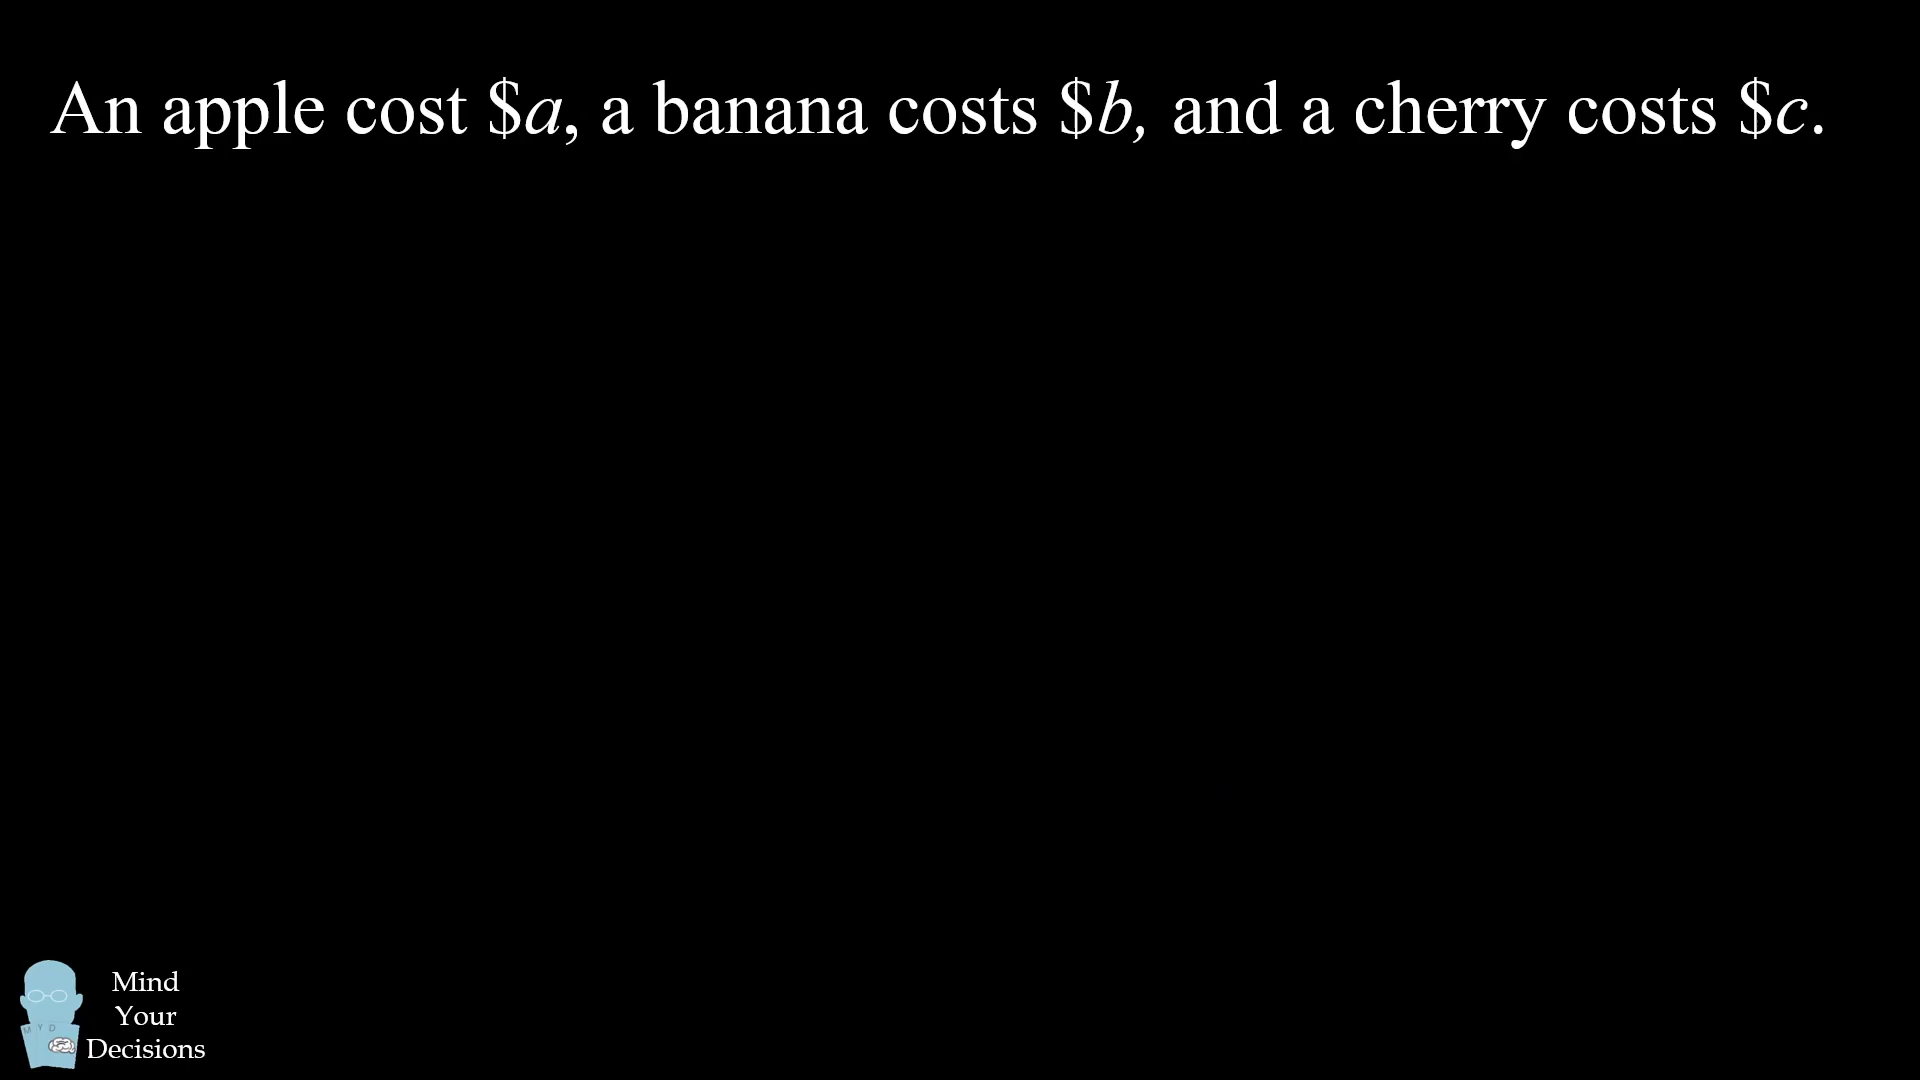 An apple cost $a, a banana costs $b, and a cherry costs $c.
M Y D
Mind
Your
Decisions